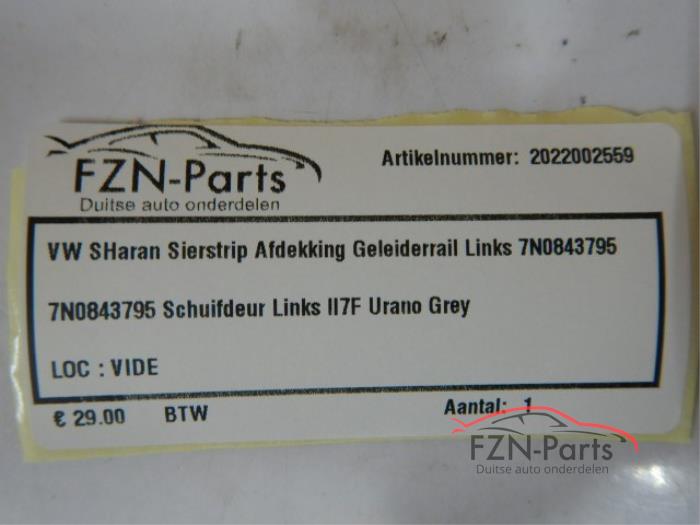 FZN-Parts
Duitse auto onderdelen
Artikelnummer: 2022002559
VW SHaran Sierstrip Afdekking Geleiderrail Links 7N0843795
7N0843795 Schuifdeur Links II7F Urano Grey
LOC : VIDE
€ 29.00 BTW Aantal: 1
FZN-Parts
Duitse auto onderdelen